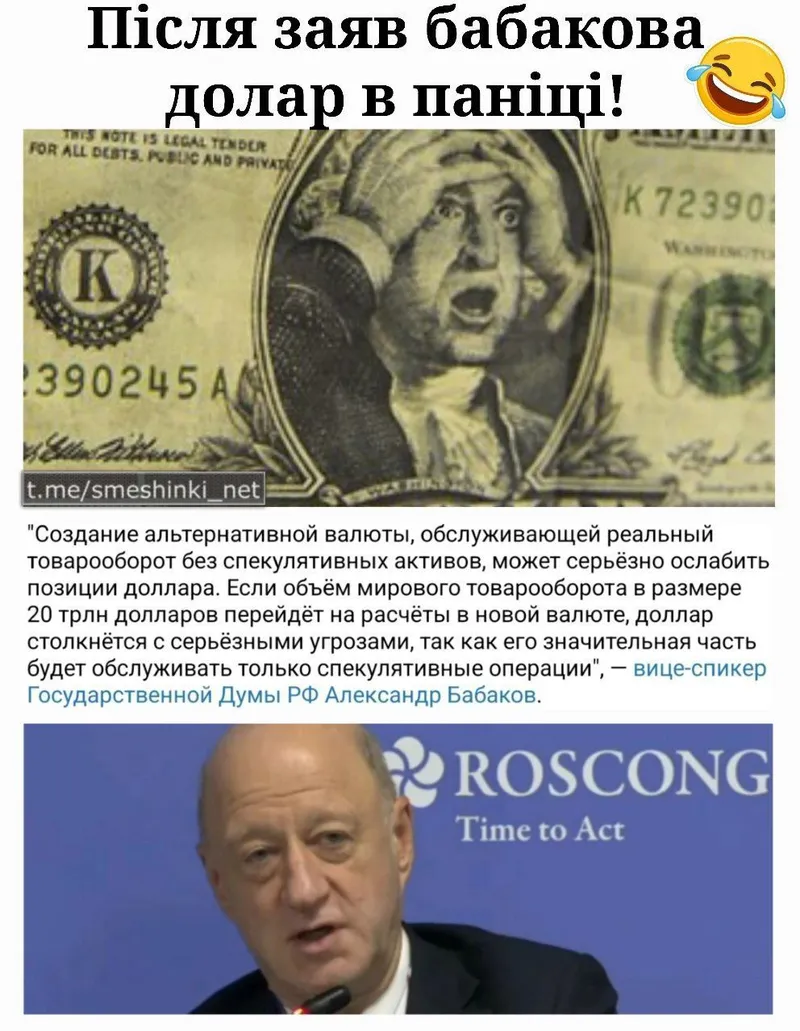 Після заяв бабакова
долар в паніці!
THIS NOTE IS LEGAL TENDER
FOR ALL DEBTS, PUBLIC AND PRIVATE
K 72390
WASHINGTO
K
2390245 A
t.me/smeshinki_net
"Создание альтернативной валюты, обслуживающей реальный
товарооборот без спекулятивных активов, может серьёзно ослабить
позиции доллара. Если объём мирового товарооборота в размере
20 трлн долларов перейдёт на расчёты в новой валюте, доллар
столкнётся с серьёзными угрозами, так как его значительная часть
будет обслуживать только спекулятивные операции", — вице-спикер
Государственной Думы РФ Александр Бабаков.
ROSCONG
Time to Act